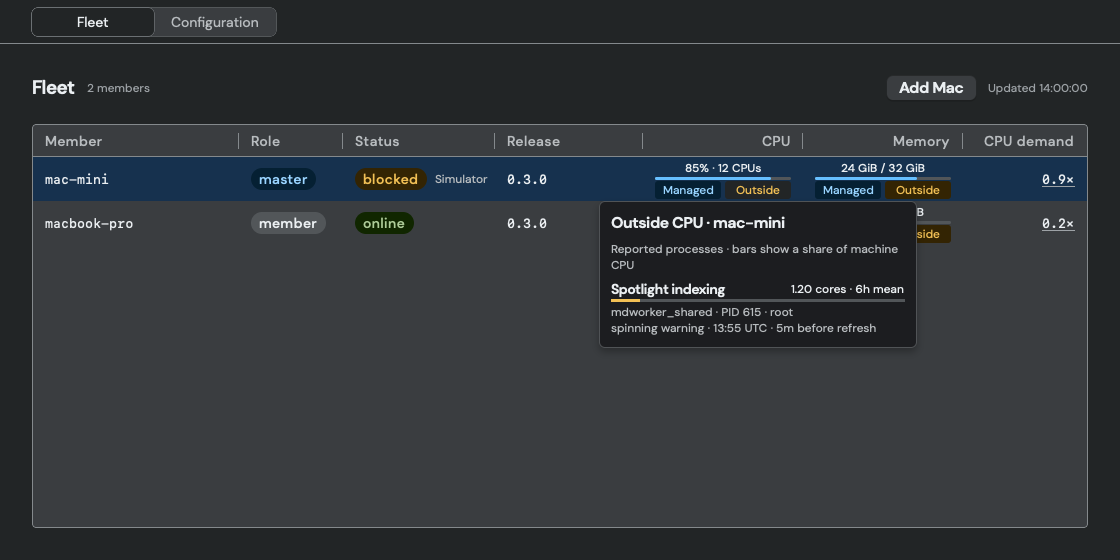 Fleet Configuration
Fleet 2 members Add Mac Updated 14:00:00
Member Role Status Release CPU Memory CPU demand
mac-mini master blocked Simulator 0.3.0 85% · 12 CPUs 24 GiB / 32 GiB 0.9×
Managed Outside Managed Outside
macbook-pro member online 0.3.0 B 0.2×
side
Outside CPU · mac-mini
Reported processes · bars show a share of machine
CPU
Spotlight indexing 1.20 cores · 6h mean
mdworker_shared · PID 615 · root
spinning warning · 13:55 UTC · 5m before refresh